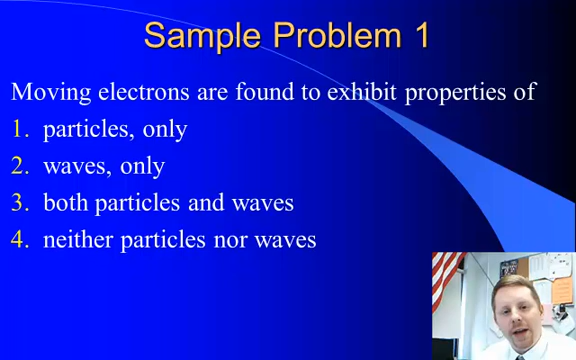 Sample Problem 1
Moving electrons are found to exhibit properties of
1. particles, only
2. waves, only
3. both particles and waves
4. neither particles nor waves